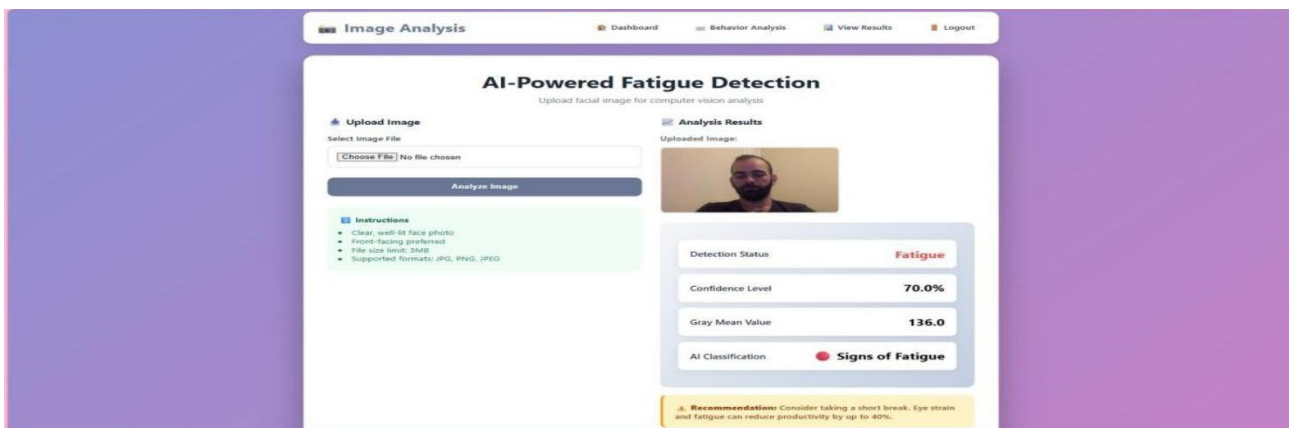 Image Analysis
Dashboard
Behavior Analysis
View Results
Logout
AI-Powered Fatigue Detection
Upload facial image for computer vision analysis
Upload Image
Select Image File
Choose File No file chosen
Analyze Image
Instructions
Clear, well-lit face photo
Front-facing preferred
File size limit: 5MB
Supported formats: JPG, PNG, JPEG
Analysis Results
Uploaded Image:
Detection Status Fatigue
Confidence Level 70.0%
Gray Mean Value 136.0
AI Classification Signs of Fatigue
Recommendation: Consider taking a short break. Eye strain
and fatigue can reduce productivity by up to 40%.